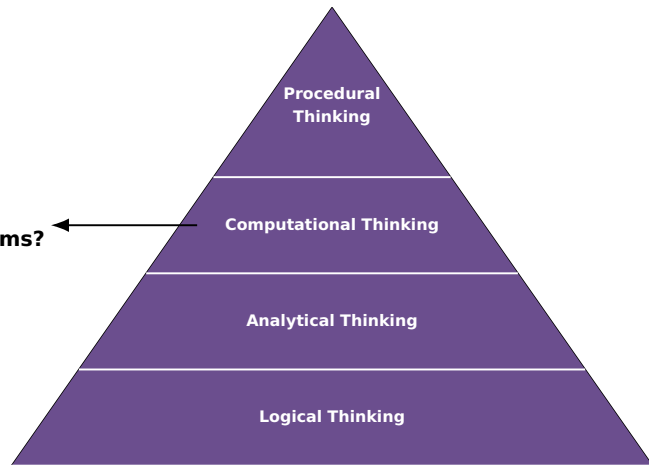 Procedural
Thinking
Computational Thinking
ms?
Analytical Thinking
Logical Thinking